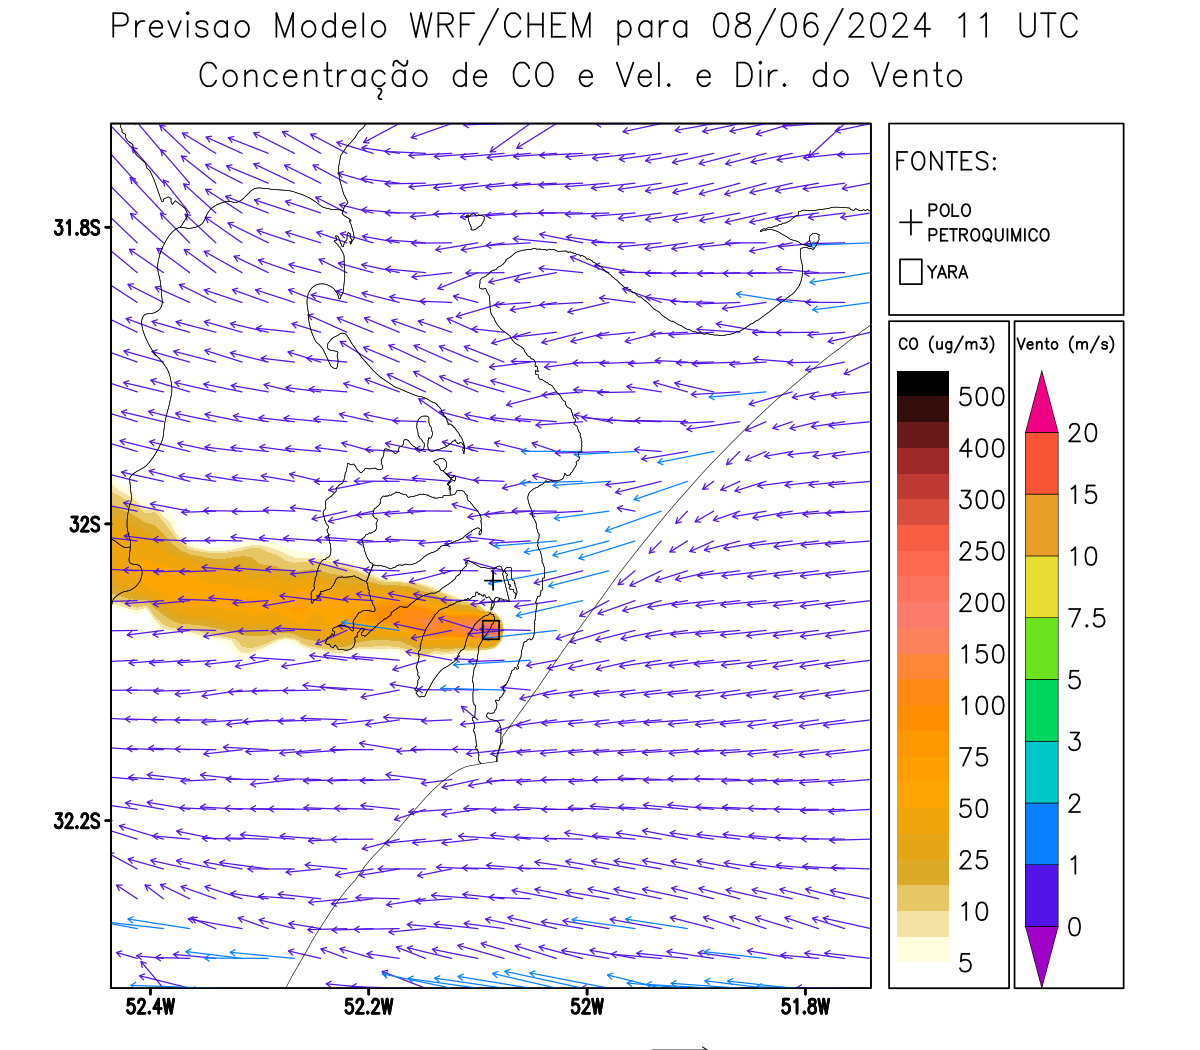 Previsao Modelo WRF/CHEM para 08/06/2024 11 UTC
Concentração de CO e Vel. e Dir. do Vento
FONTES:
POLO
PETROQUIMICO
YARA
CO (ug/m3)
500
400
300
250
200
150
100
75
50
25
10
5
Vento (m/s)
20
15
10
7.5
5
3
2
1
0
31.8S
32S
32.2S
52.4W 52.2W 52W 51.8W